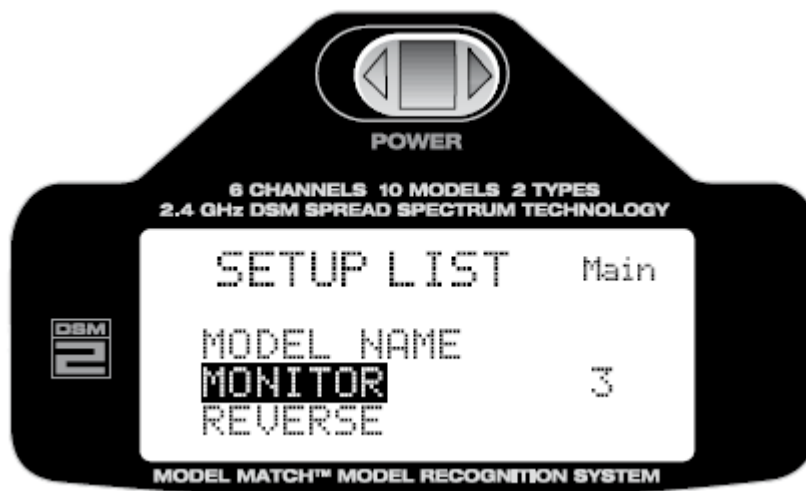 POWER
6 CHANNELS 10 MODELS 2 TYPES
2.4 GHz DSM SPREAD SPECTRUM TECHNOLOGY
SETUP LIST Main
DSM
2
MODEL NAME
MONITOR 3
REVERSE
MODEL MATCH™ MODEL RECOGNITION SYSTEM